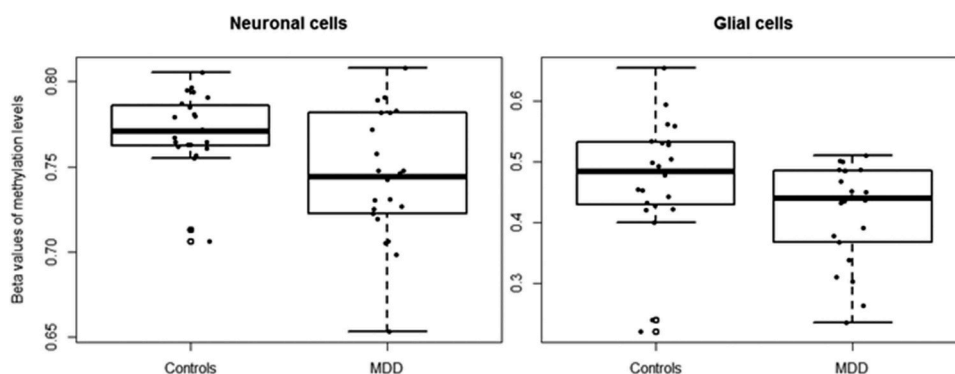 Neuronal cells
Glial cells
Beta values of methylation levels
0.80
0.75
0.70
0.65
Controls
MDD
0.6
0.5
0.4
0.3
Controls
MDD